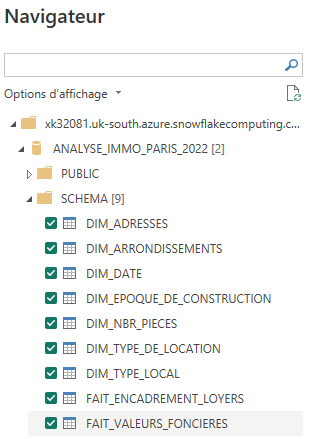 Navigateur
Options d'affichage
xk32081.uk-south.azure.snowflakecomputing.c...
ANALYSE_IMMO_PARIS_2022 [2]
PUBLIC
SCHEMA [9]
DIM_ADRESSES
DIM_ARRONDISSEMENTS
DIM_DATE
DIM_EPOQUE_DE_CONSTRUCTION
DIM_NBR_PIECES
DIM_TYPE_DE_LOCATION
DIM_TYPE_LOCAL
FAIT_ENCADREMENT_LOYERS
FAIT_VALEURS_FONCIERES